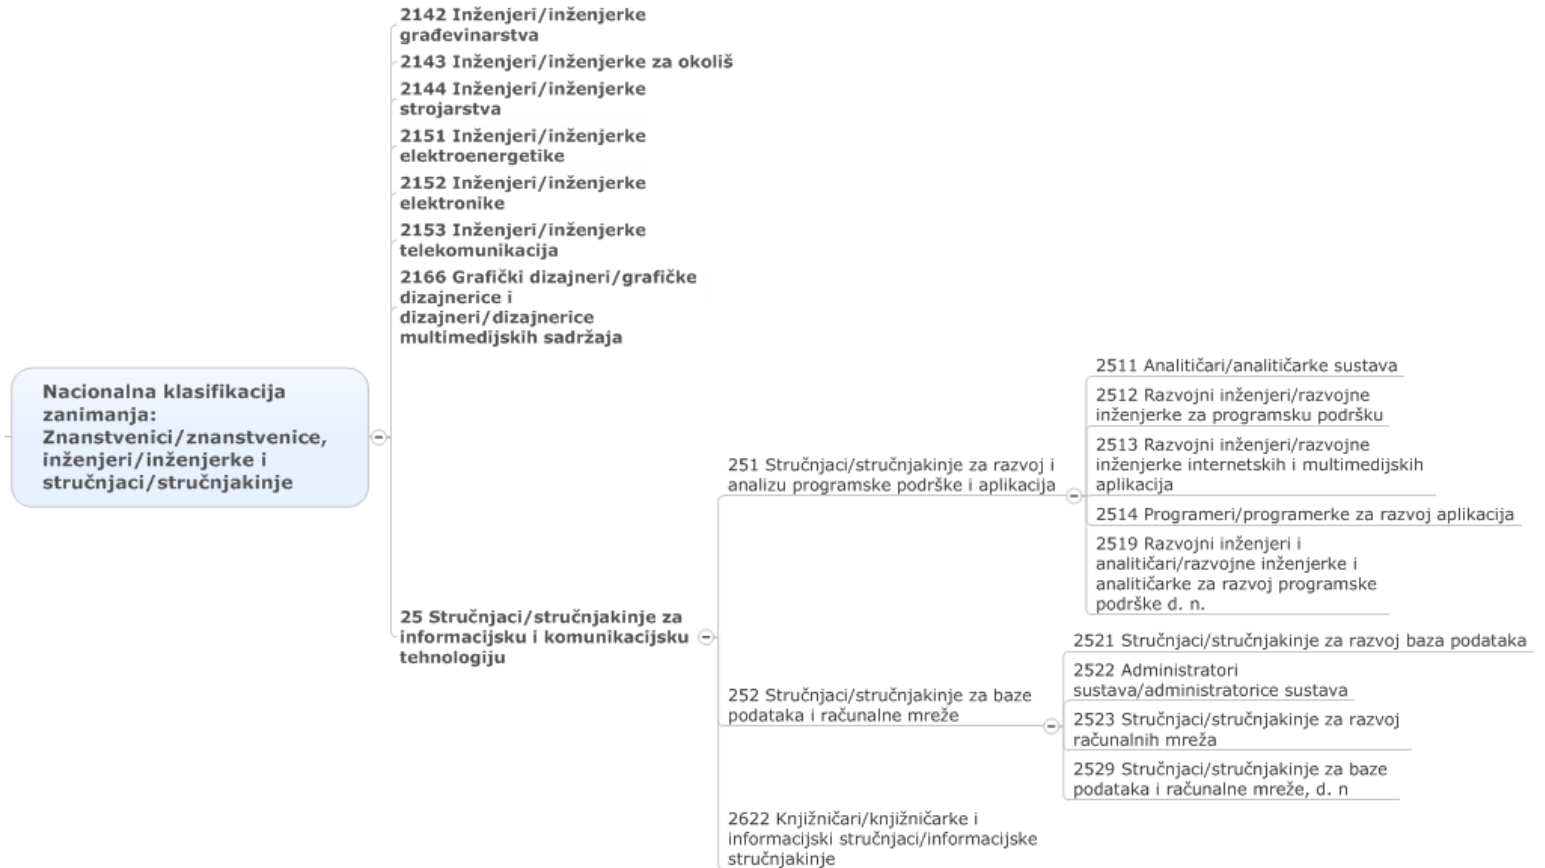 Nacionalna klasifikacija
zanimanja:
Znanstvenici/znanstvenice,
inženjeri/inženjerke i
stručnjaci/stručnjakinje
2142 Inženjeri/inženjerke
građevinarstva
2143 Inženjeri/inženjerke za okoliš
2144 Inženjeri/inženjerke
strojarstva
2151 Inženjeri/inženjerke
elektroenergetike
2152 Inženjeri/inženjerke
elektronike
2153 Inženjeri/inženjerke
telekomunikacija
2166 Grafički dizajneri/grafičke
dizajnerice i
dizajneri/dizajnerice
multimedijskih sadržaja
25 Stručnjaci/stručnjakinje za
informacijsku i komunikacijsku
tehnologiju
251 Stručnjaci/stručnjakinje za razvoj i
analizu programske podrške i aplikacija
2511 Analitičari/analitičarke sustava
2512 Razvojni inženjeri/razvojne
inženjerke za programsku podršku
2513 Razvojni inženjeri/razvojne
inženjerke internetskih i multimedijskih
aplikacija
2514 Programeri/programerke za razvoj aplikacija
2519 Razvojni inženjeri i
analitičari/razvojne inženjerke i
analitičarke za razvoj programske
podrške d. n.
252 Stručnjaci/stručnjakinje za baze
podataka i računalne mreže
2521 Stručnjaci/stručnjakinje za razvoj baza podataka
2522 Administratori
sustava/administratorice sustava
2523 Stručnjaci/stručnjakinje za razvoj
računalnih mreža
2529 Stručnjaci/stručnjakinje za baze
podataka i računalne mreže, d. n
2622 Knjižničari/knjižničarke i
informacijski stručnjaci/informacijske
stručnjakinje